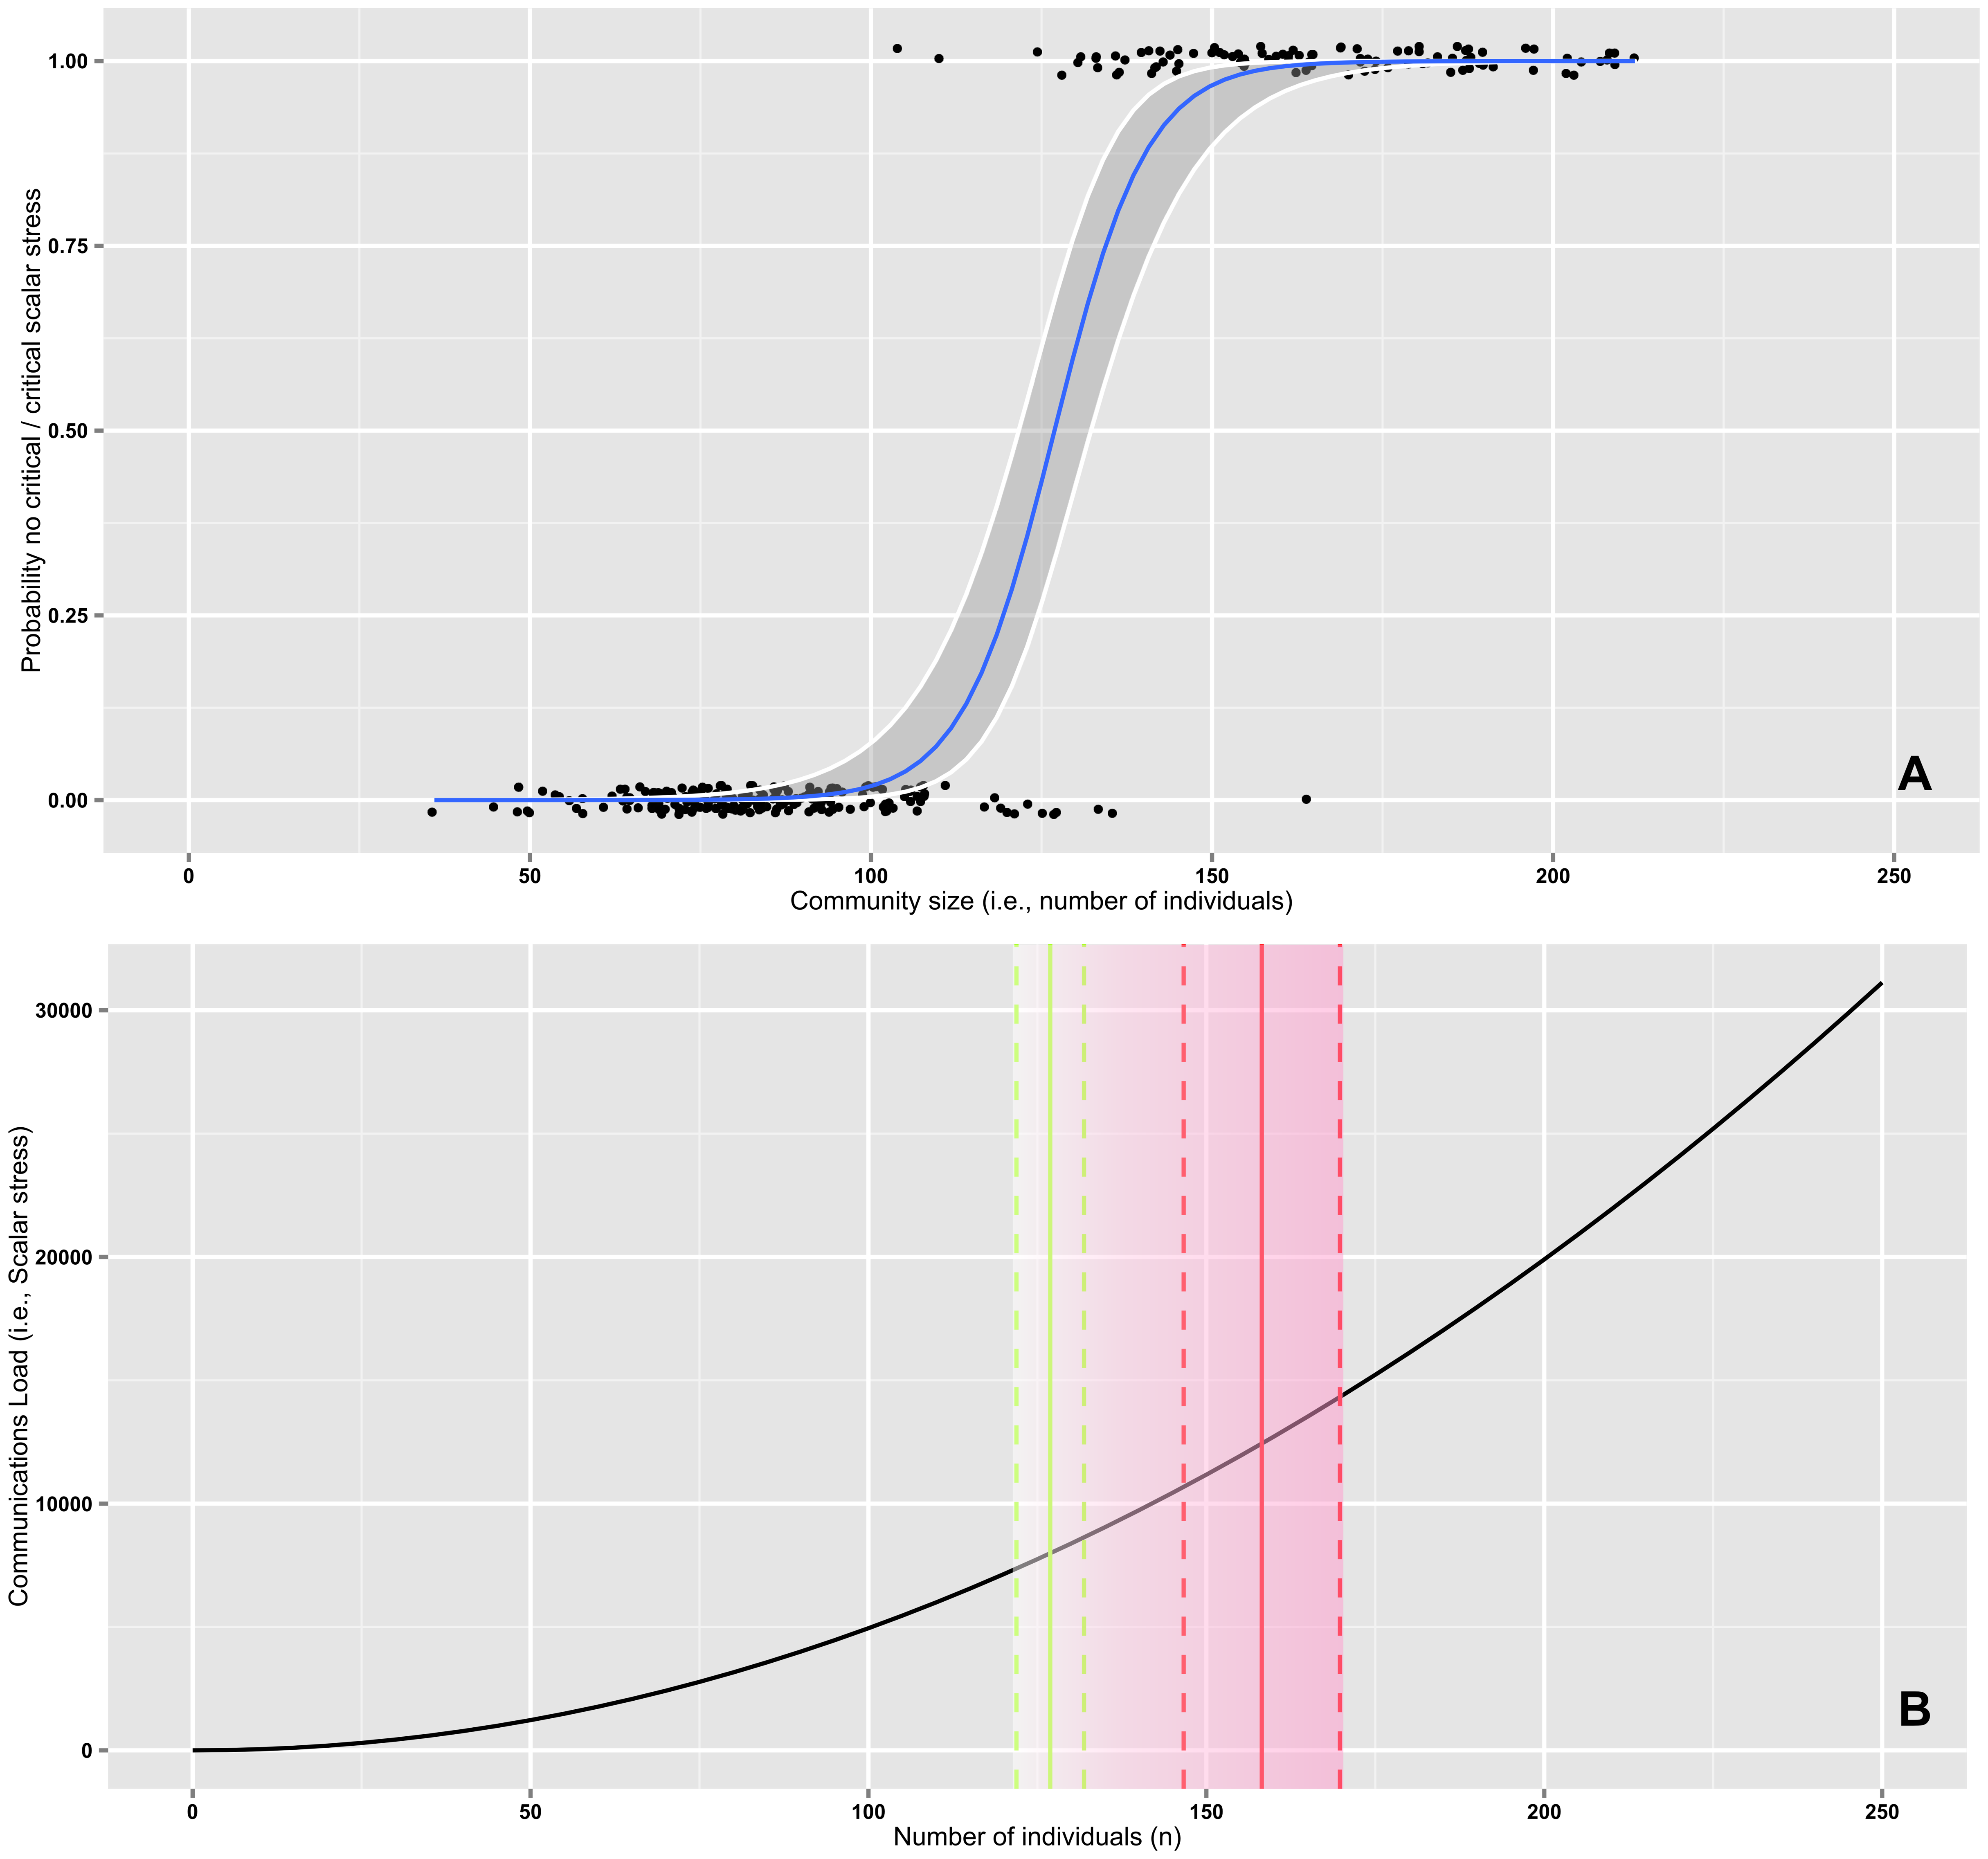 Probability no critical / critical scalar stress
1.00
0.75
0.50
0.25
0.00
A
0 50 100 150 200 250
Community size (i.e., number of individuals)
Communications Load (i.e., Scalar stress)
30000
20000
10000
0
B
0 50 100 150 200 250
Number of individuals (n)